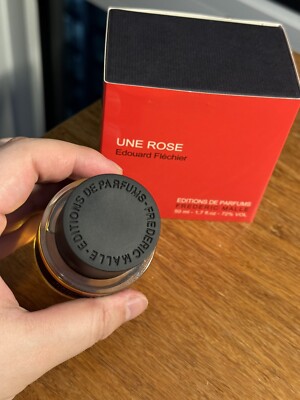 UNE ROSE
Edouard Fléchier
EDITIONS DE PARFUMS
FREDERIC MALLE
50 ml - 1.7 fl.oz - 72% VOL
EDITIONS DE PARFUMS-FREDERIC MALLE-